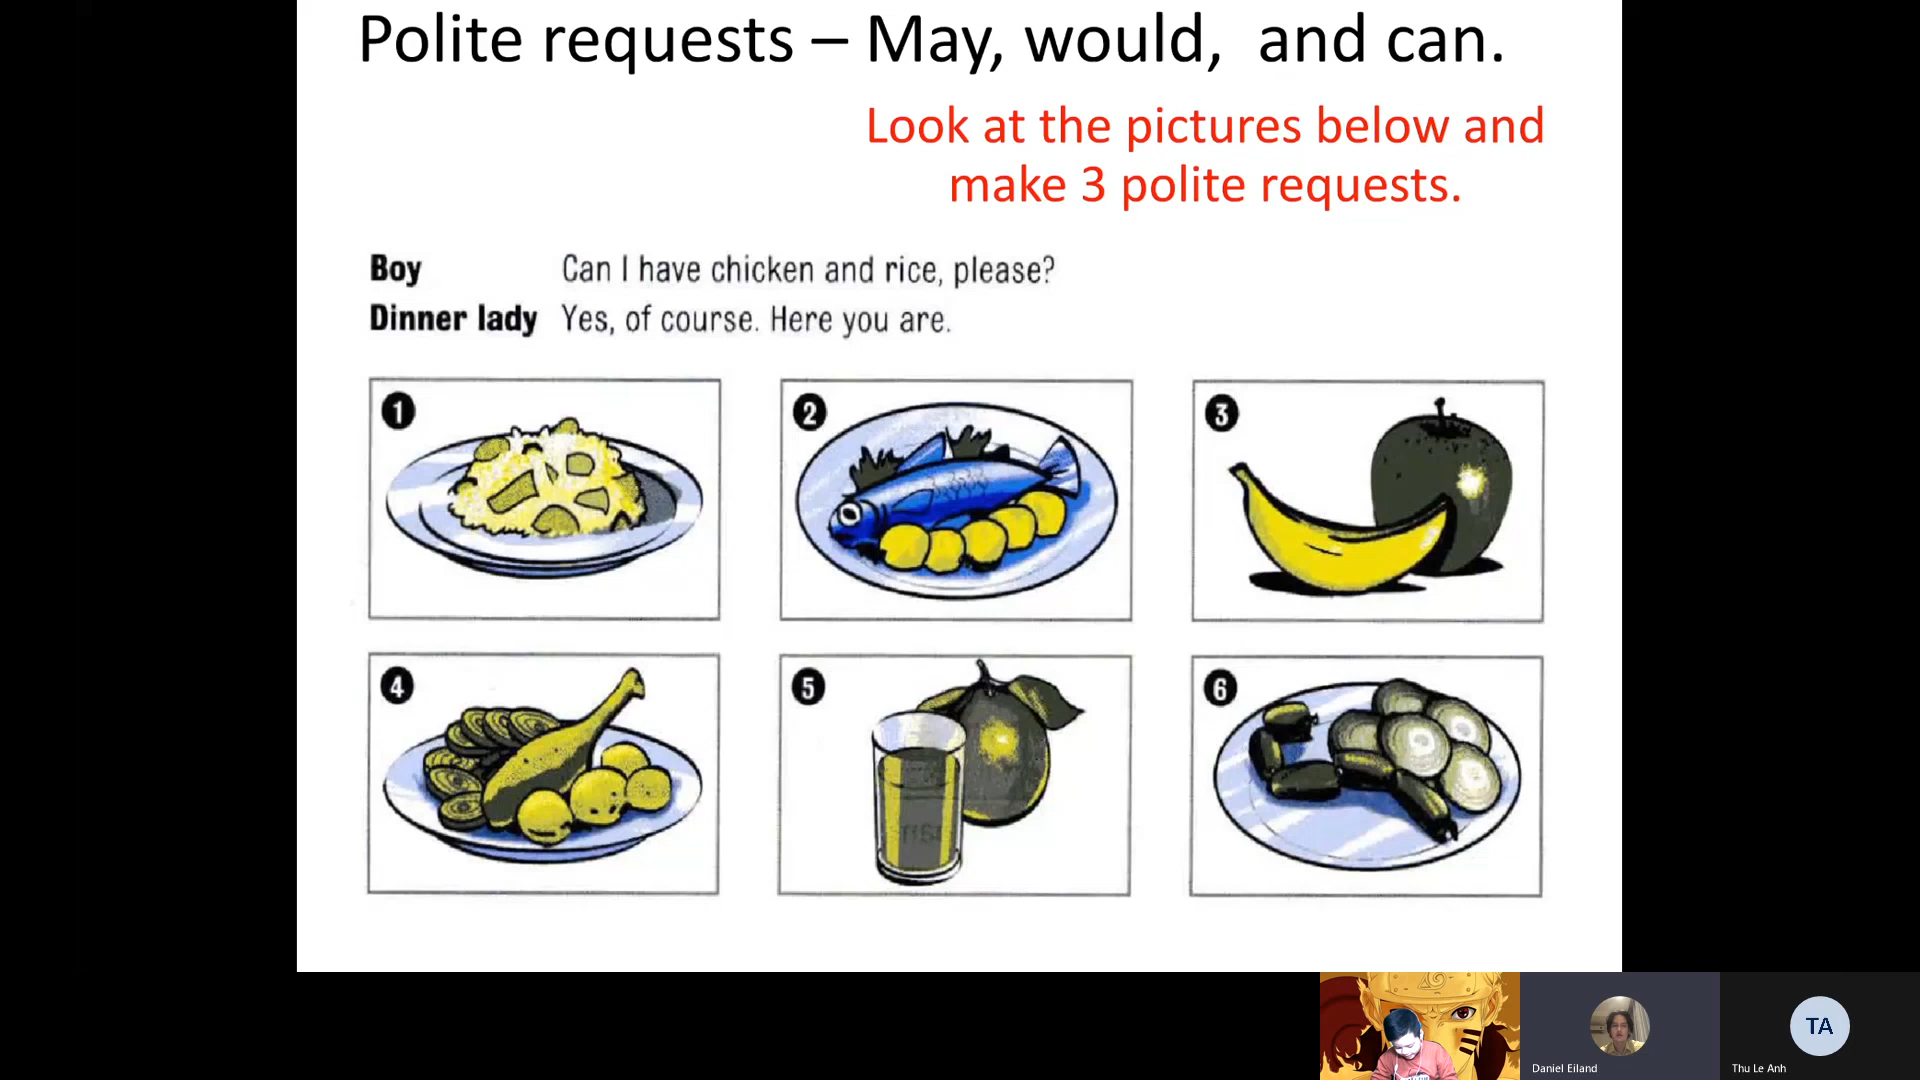 Polite requests – May, would, and can.
Look at the pictures below and
make 3 polite requests.
Boy Can I have chicken and rice, please?
Dinner lady Yes, of course. Here you are.
1
2
3
4
5
6
TA
Daniel Eiland
Thu Le Anh